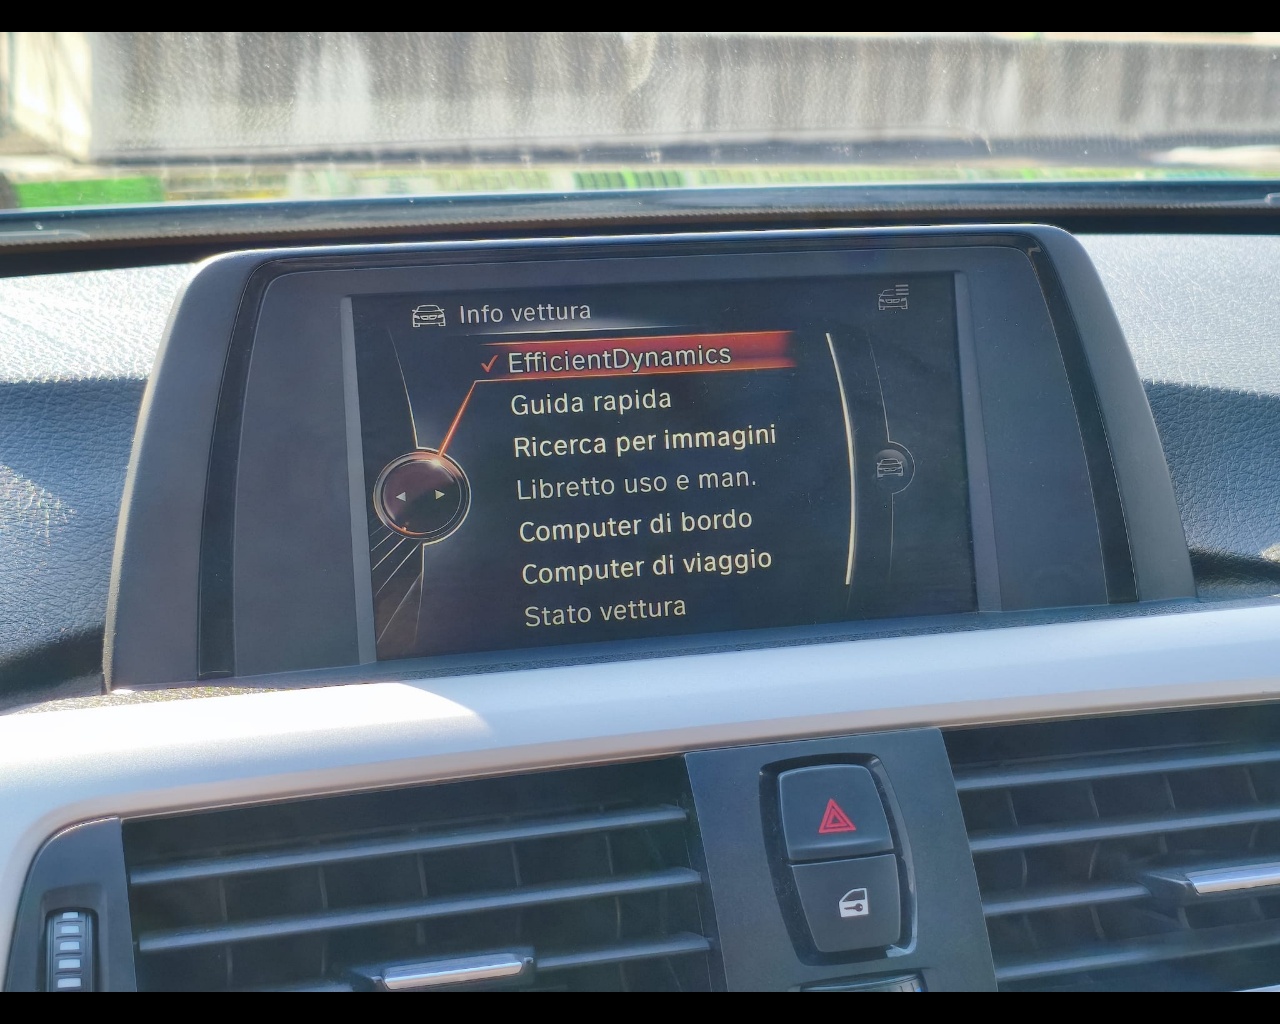 Info vettura
EfficientDynamics
Guida rapida
Ricerca per immagini
Libretto uso e man.
Computer di bordo
Computer di viaggio
Stato vettura